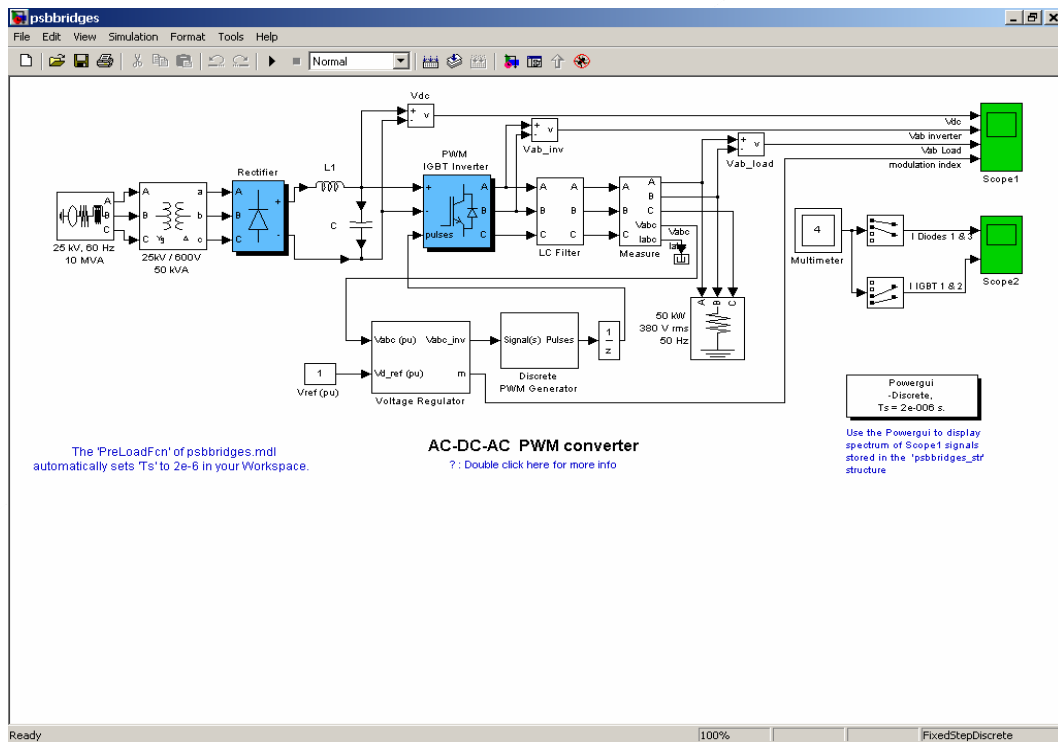 psbbridges
File Edit View Simulation Format Tools Help
Normal
Vdc
+
-
v
Vdc
+
-
v
Vab_inv
Vab inverter
+
-
v
Vab_load
Vab Load
modulation index
Scope1
Rectifier
L1
PWM
IGBT Inverter
A
B
C
25 kV, 60 Hz
10 MVA
A
B
C
a
b
c
Yg
Δ
25kV / 600V
50 kVA
A
B
C
+
-
C
+
-
pulses
A
B
C
A
B
C
A
B
C
LC Filter
A
B
C
A
B
C
Vabc
Iabc
Vabc
Iabc
Measure
4
Multimeter
I Diodes 1 & 3
I IGBT 1 & 2
Scope2
A
B
C
50 kW
380 V rms
50 Hz
Vabc (pu)
Vabc_inv
Vd_ref (pu)
m
Voltage Regulator
1
Vref (pu)
Signal(s) Pulses
Discrete
PWM Generator
1
z
Powergui
-Discrete,
Ts = 2e-006 s.
Use the Powergui to display
spectrum of Scope1 signals
stored in the 'psbbridges_str'
structure
The 'PreLoadFcn' of psbbridges.mdl
automatically sets 'Ts' to 2e-6 in your Workspace.
AC-DC-AC PWM converter
? : Double click here for more info
Ready
100%
FixedStepDiscrete